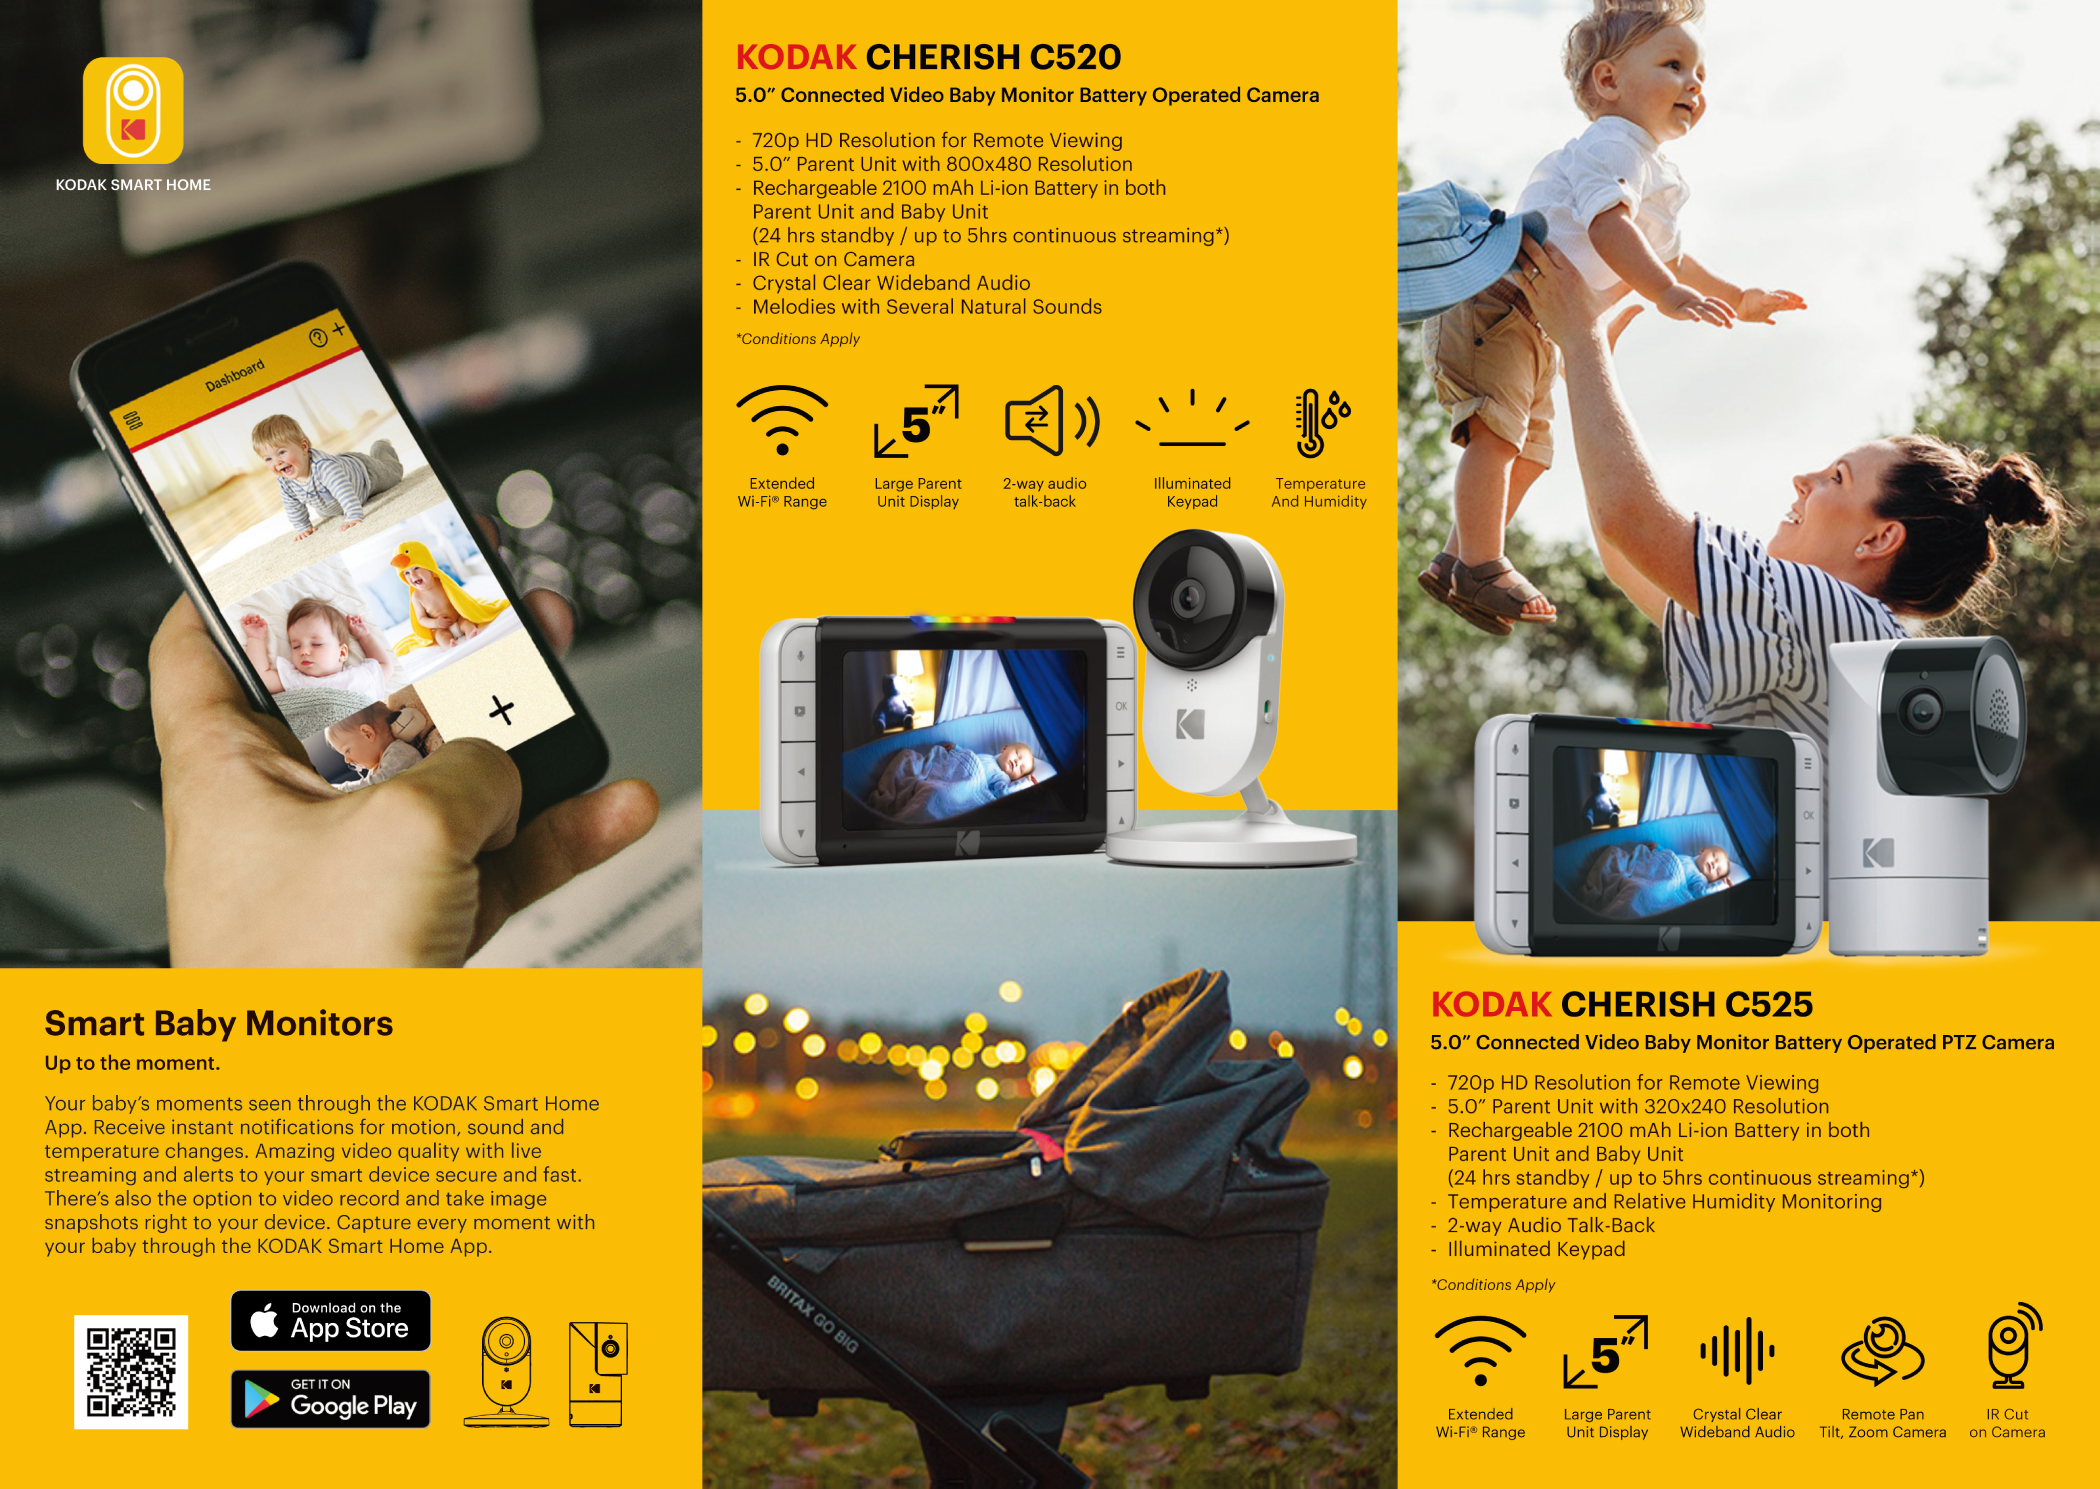 KODAK SMART HOME
Dashboard
Smart Baby Monitors
Up to the moment.
Your baby's moments seen through the KODAK Smart Home
App. Receive instant notifications for motion, sound and
temperature changes. Amazing video quality with live
streaming and alerts to your smart device secure and fast.
There's also the option to video record and take image
snapshots right to your device. Capture every moment with
your baby through the KODAK Smart Home App.
Download on the
App Store
GET IT ON
Google Play
KODAK CHERISH C520
5.0" Connected Video Baby Monitor Battery Operated Camera
- 720p HD Resolution for Remote Viewing
- 5.0" Parent Unit with 800x480 Resolution
- Rechargeable 2100 mAh Li-ion Battery in both
Parent Unit and Baby Unit
(24 hrs standby / up to 5hrs continuous streaming*)
- IR Cut on Camera
- Crystal Clear Wideband Audio
- Melodies with Several Natural Sounds
*Conditions Apply
5"
Extended
Wi-Fi® Range
Large Parent
Unit Display
2-way audio
talk-back
Illuminated
Keypad
Temperature
And Humidity
OK
BRITAX GO BIG
OK
KODAK CHERISH C525
5.0" Connected Video Baby Monitor Battery Operated PTZ Camera
- 720p HD Resolution for Remote Viewing
- 5.0" Parent Unit with 320x240 Resolution
- Rechargeable 2100 mAh Li-ion Battery in both
Parent Unit and Baby Unit
(24 hrs standby / up to 5hrs continuous streaming*)
- Temperature and Relative Humidity Monitoring
- 2-way Audio Talk-Back
- Illuminated Keypad
*Conditions Apply
5"
Extended
Wi-Fi® Range
Large Parent
Unit Display
Crystal Clear
Wideband Audio
Remote Pan
Tilt, Zoom Camera
IR Cut
on Camera